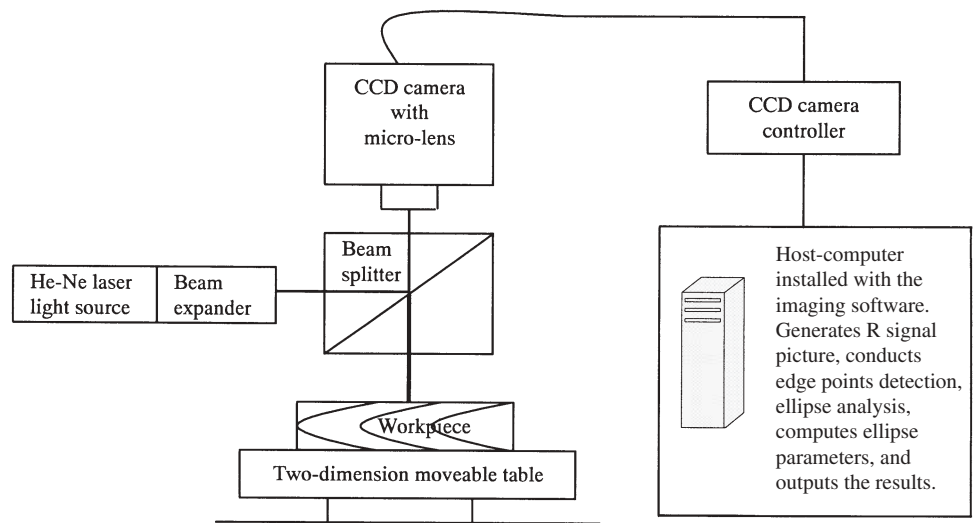 CCD camera
with
micro-lens
CCD camera
controller
Beam
splitter
He-Ne laser
light source
Beam
expander
Workpiece
Two-dimension moveable table
Host-computer
installed with the
imaging software.
Generates R signal
picture, conducts
edge points detection,
ellipse analysis,
computes ellipse
parameters, and
outputs the results.